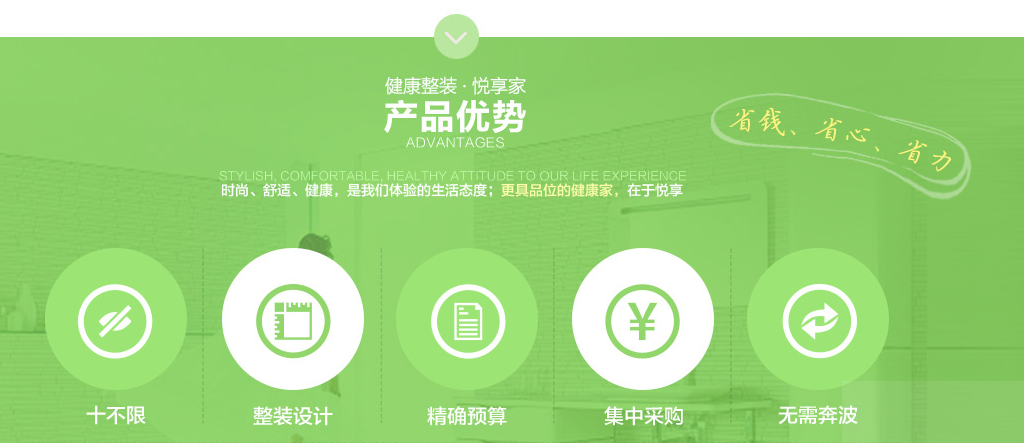 健康整装·悦享家
产品优势
ADVANTAGES
省钱、省心、省力
STYLISH, COMFORTABLE, HEALTHY ATTITUDE TO OUR LIFE EXPERIENCE
时尚、舒适、健康，是我们体验的生活态度；更具品位的健康家，在于悦享
¥
十不限
整装设计
精确预算
集中采购
无需奔波